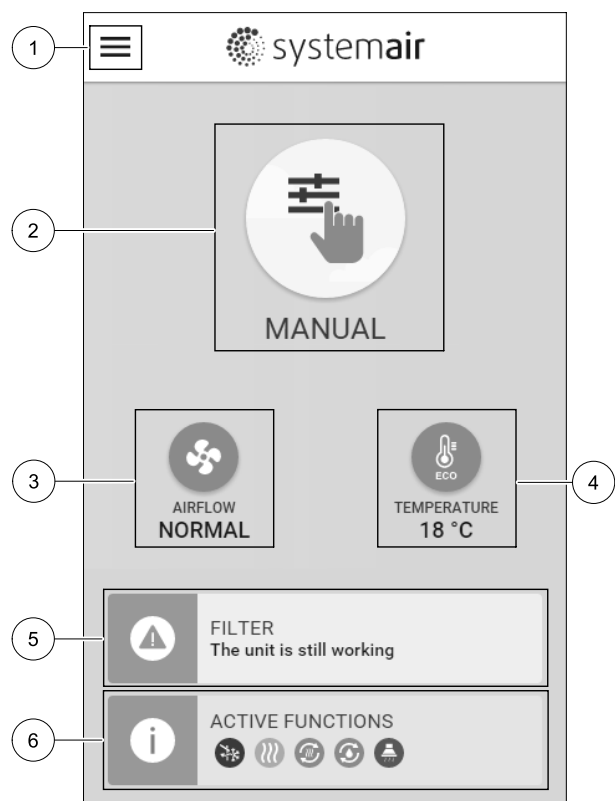 1
systemair
2
MANUAL
3
AIRFLOW
NORMAL
ECO
TEMPERATURE
18 °C
4
5
FILTER
The unit is still working
6
ACTIVE FUNCTIONS